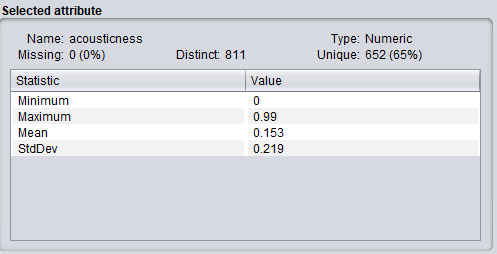 Selected attribute
Name: acousticness Type: Numeric
Missing: 0 (0%) Distinct: 811 Unique: 652 (65%)
Statistic Value
Minimum 0
Maximum 0.99
Mean 0.153
StdDev 0.219